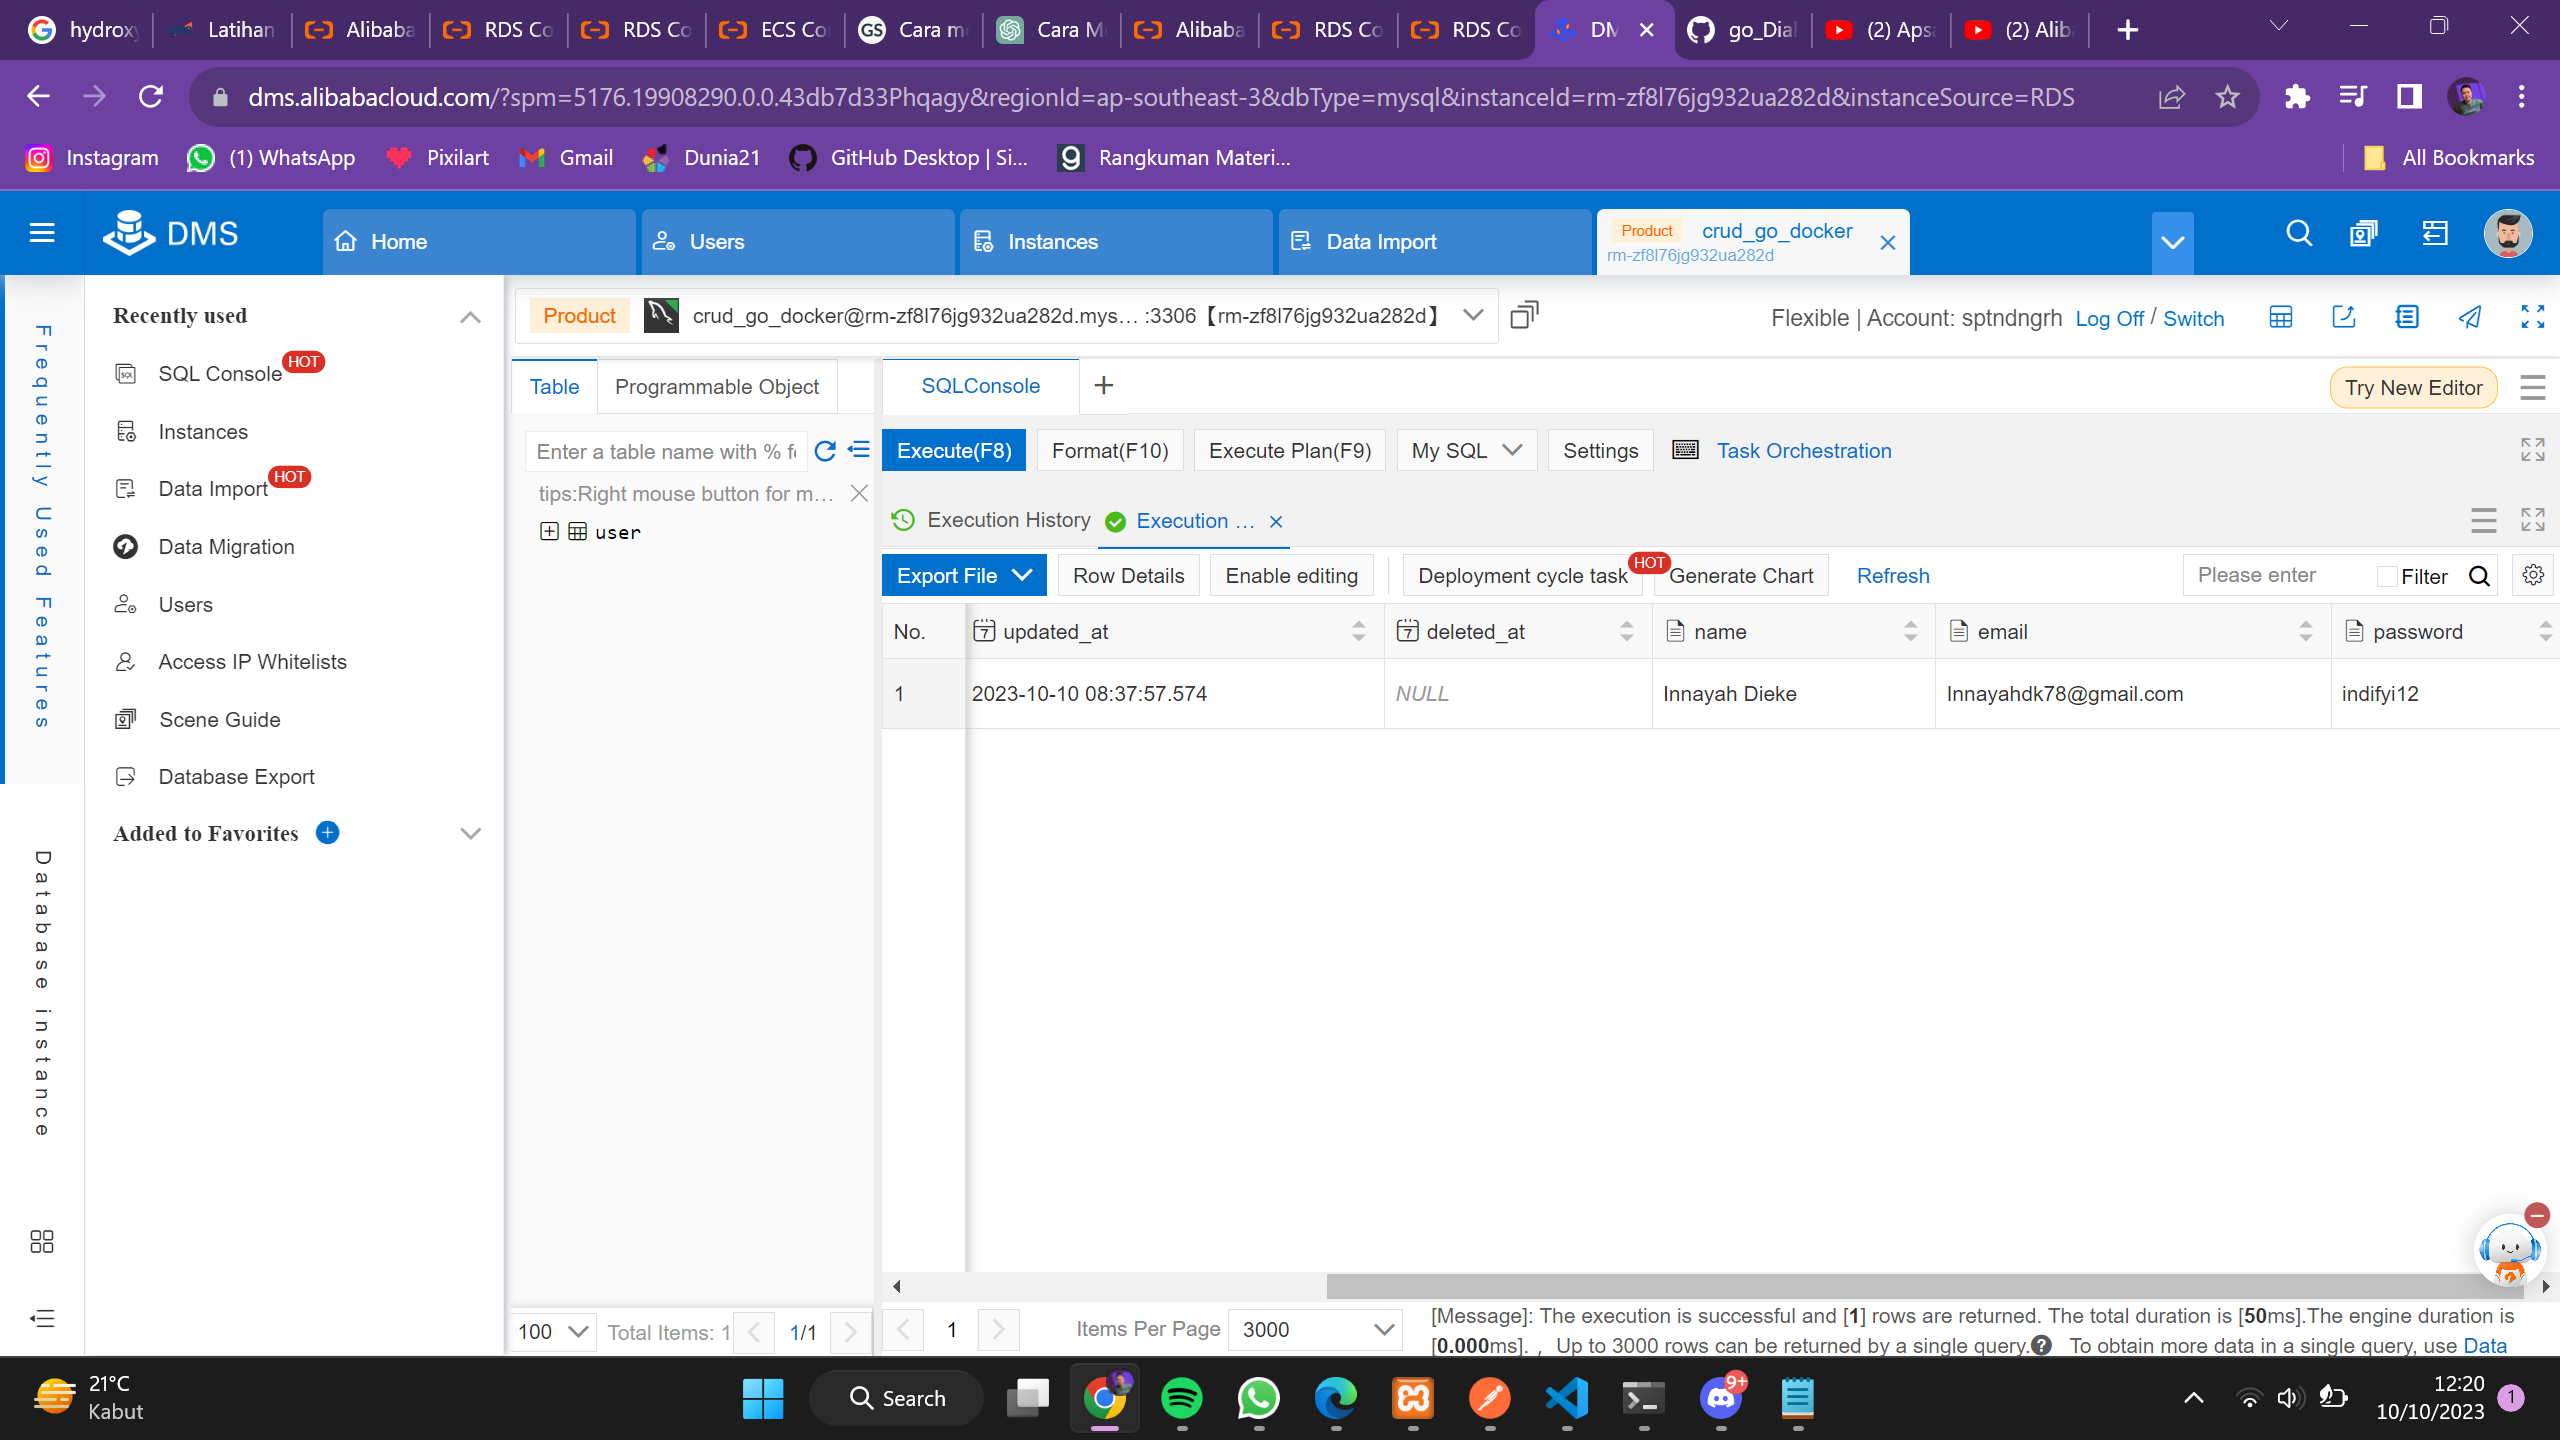 hydrox
Latihan
Alibaba
RDS Co
RDS Co
ECS Co
Cara me
Cara M
Alibaba
RDS Co
RDS Co
DM
go_Dial
(2) Apsa
(2) Alib
dms.alibabacloud.com/?spm=5176.19908290.0.0.43db7d33Phqagy&regionId=ap-southeast-3&dbType=mysql&instanceId=rm-zf8l76jg932ua282d&instanceSource=RDS
Instagram
(1) WhatsApp
Pixilart
Gmail
Dunia21
GitHub Desktop | Si...
Rangkuman Materi...
All Bookmarks
DMS
Home
Users
Instances
Data Import
Product crud_go_docker
rm-zf8l76jg932ua282d
Frequently Used Features
Database instance
Recently used
SQL Console HOT
Instances
Data Import HOT
Data Migration
Users
Access IP Whitelists
Scene Guide
Database Export
Added to Favorites
Product crud_go_docker@rm-zf8l76jg932ua282d.mys... :3306【rm-zf8l76jg932ua282d】
Flexible | Account: sptndngrh Log Off / Switch
Table
Programmable Object
Enter a table name with % fo
tips:Right mouse button for m...
user
SQLConsole
Try New Editor
Execute(F8)
Format(F10)
Execute Plan(F9)
My SQL
Settings
Task Orchestration
Execution History
Execution ...
Export File
Row Details
Enable editing
Deployment cycle task HOT
Generate Chart
Refresh
Please enter
Filter
No. updated_at deleted_at name email password
1 2023-10-10 08:37:57.574 NULL Innayah Dieke Innayahdk78@gmail.com indifyi12
100 Total Items: 1 1/1
1 Items Per Page 3000
[Message]: The execution is successful and [1] rows are returned. The total duration is [50ms].The engine duration is
[0.000ms]. , Up to 3000 rows can be returned by a single query. To obtain more data in a single query, use Data
21°C
Kabut
Search
9+
12:20
10/10/2023
1